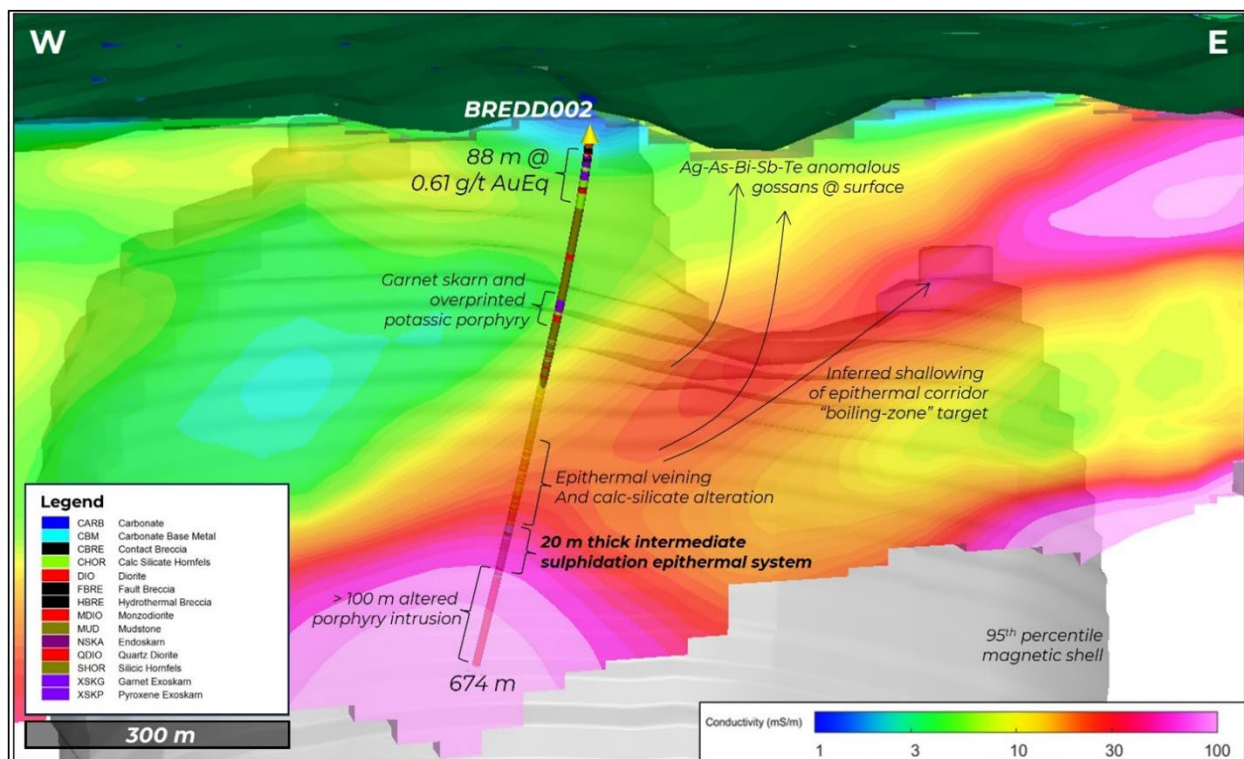 W
E
BREDD002
88 m @
0.61 g/t AuEq
Ag-As-Bi-Sb-Te anomalous
gossans @ surface
Garnet skarn and
overprinted
potassic porphyry
Inferred shallowing
of epithermal corridor
“boiling-zone” target
Epithermal veining
And calc-silicate alteration
20 m thick intermediate
sulphidation epithermal system
> 100 m altered
porphyry intrusion
674 m
95th percentile
magnetic shell
Legend
CARB Carbonate
CBM Carbonate Base Metal
CBRE Contact Breccia
CHOR Calc Silicate Hornfels
DIO Diorite
FBRE Fault Breccia
HBRE Hydrothermal Breccia
MDIO Monzodiorite
MUD Mudstone
NSKA Endoskarn
QDIO Quartz Diorite
SHOR Silicic Hornfels
XSKG Garnet Exoskarn
XSKP Pyroxene Exoskarn
300 m
Conductivity (mS/m)
1 3 10 30 100